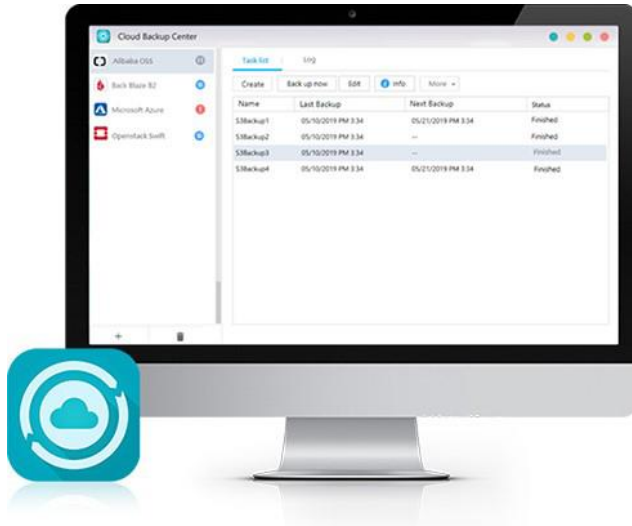 Cloud Backup Center
Alibaba OSS
Back Blaze B2
Microsoft Azure
Openstack Swift
Task list Log
Create Back up now Edit Info More
Name Last Backup Next Backup Status
S3Backup1 05/10/2019 PM 3:34 05/21/2019 PM 3:34 Finished
S3Backup2 05/10/2019 PM 3:34 -- Finished
S3Backup3 05/10/2019 PM 3:34 -- Finished
S3Backup4 05/10/2019 PM 3:34 05/21/2019 PM 3:34 Finished